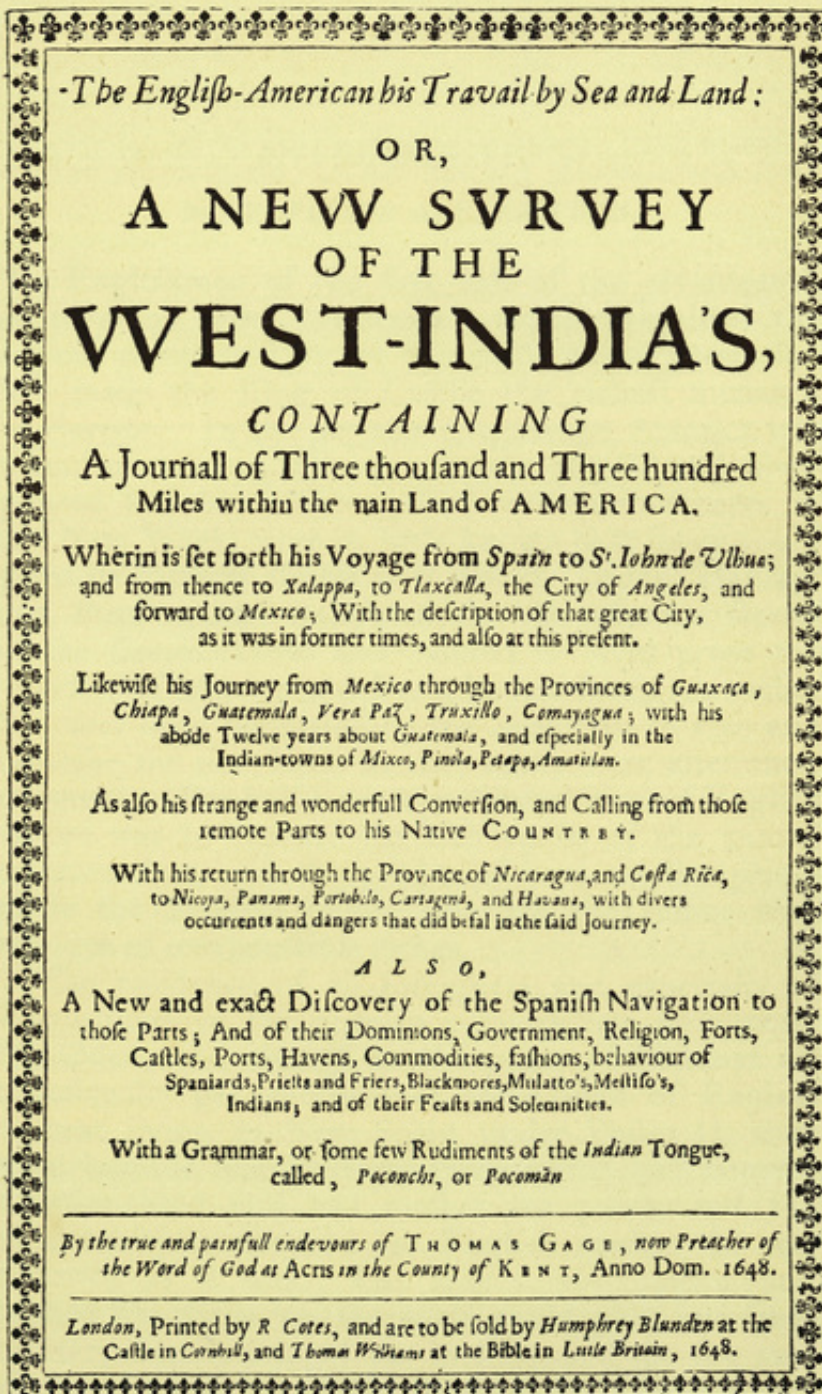 The Engliſh-American his Travail by Sea and Land:
OR,
A NEVV SVRVEY
OF THE
VVEST-INDIA'S,
CONTAINING
A Journall of Three thouſand and Three hundred
Miles within the main Land of AMERICA.
Wherin is ſet forth his Voyage from Spain to Sᵗ. Iohn de Ulhua;
and from thence to Xalappa, to Tlaxcalla, the City of Angeles, and
forward to Mexico; With the deſcription of that great City,
as it was in former times, and alſo at this preſent.
Likewiſe his Journey from Mexico through the Provinces of Guaxaca,
Chiapa, Guatemala, Vera Paz, Truxillo, Comayagua; with his
abode Twelve years about Guatemala, and eſpecially in the
Indian-towns of Mixco, Pinola, Petapa, Amatitlan.
As alſo his ſtrange and wonderfull Converſion, and Calling from thoſe
remote Parts to his Native COUNTREY.
With his return through the Province of Nicaragua, and Coſta Rica,
to Nicoya, Panama, Portobelo, Cartagena, and Havana, with divers
occurrents and dangers that did befal in the ſaid Journey.
ALSO,
A New and exact Diſcovery of the Spaniſh Navigation to
thoſe Parts; And of their Dominions, Government, Religion, Forts,
Caſtles, Ports, Havens, Commodities, faſhions, behaviour of
Spaniards, Prieſts and Friers, Blackmores, Mulatto's, Meſtiſo's,
Indians; and of their Feaſts and Solemnities.
With a Grammar, or ſome few Rudiments of the Indian Tongue,
called, Poconchi, or Pocoman
By the true and painfull endevours of THOMAS GAGE, now Preacher of
the Word of God at Acris in the County of KENT, Anno Dom. 1648.
London, Printed by R Cotes, and are to be ſold by Humphrey Blunden at the
Caſtle in Cornhill, and Thomas Williams at the Bible in Little Britain, 1648.